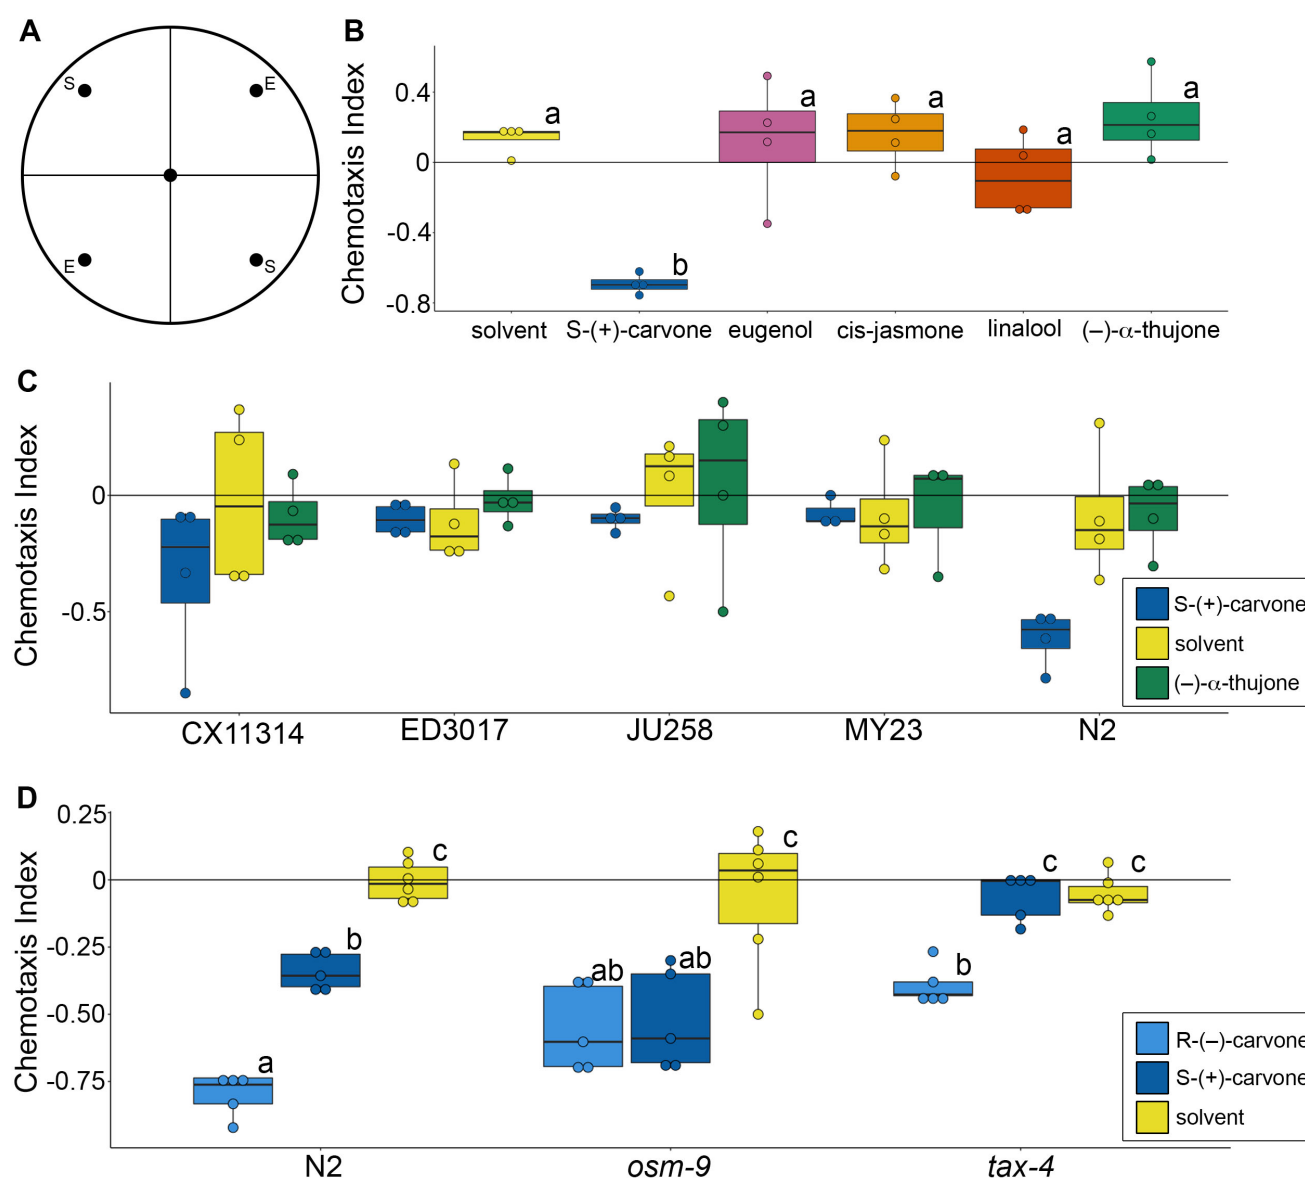 A
S
E
E
S
B
Chemotaxis Index
0.4
0
-0.4
-0.8
a
b
a
a
a
a
solvent
S-(+)-carvone
eugenol
cis-jasmone
linalool
(–)-α-thujone
C
Chemotaxis Index
0
-0.5
CX11314
ED3017
JU258
MY23
N2
S-(+)-carvone
solvent
(–)-α-thujone
D
Chemotaxis Index
0.25
0
-0.25
-0.50
-0.75
a
b
c
ab
ab
c
b
c
c
N2
osm-9
tax-4
R-(–)-carvone
S-(+)-carvone
solvent